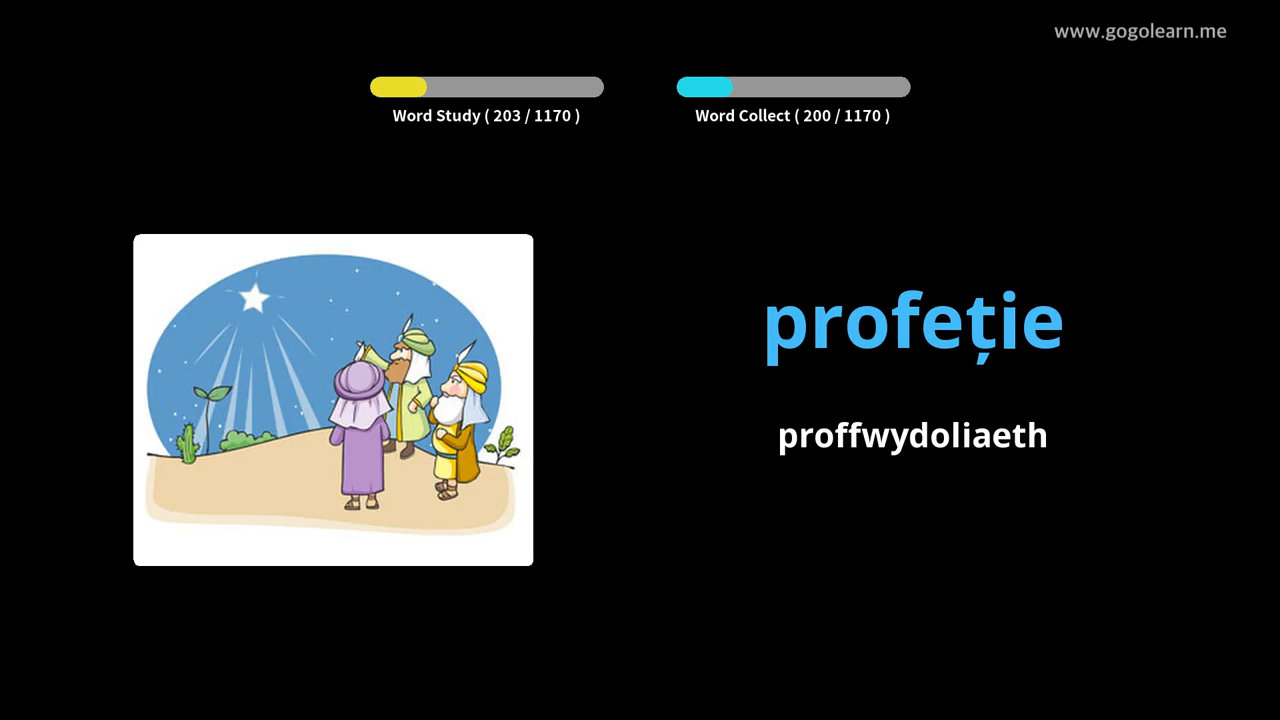 www.gogolearn.me
Word Study ( 203 / 1170 )
Word Collect ( 200 / 1170 )
profeție
proffwydoliaeth